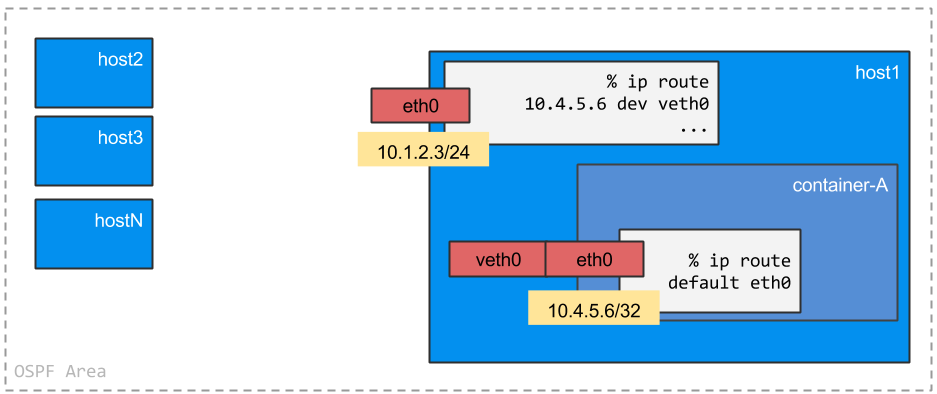 host2
host3
hostN
host1
% ip route
10.4.5.6 dev veth0
...
eth0
10.1.2.3/24
container-A
veth0
eth0
% ip route
default eth0
10.4.5.6/32
OSPF Area